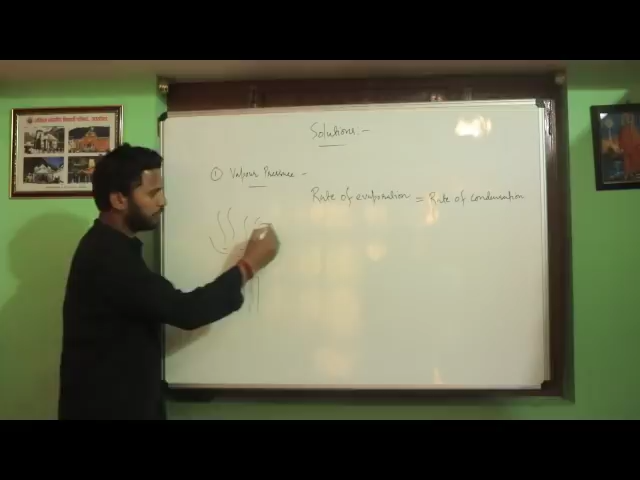 Solutions :-
① Vapour Pressure -
Rate of evaporation = Rate of condensation